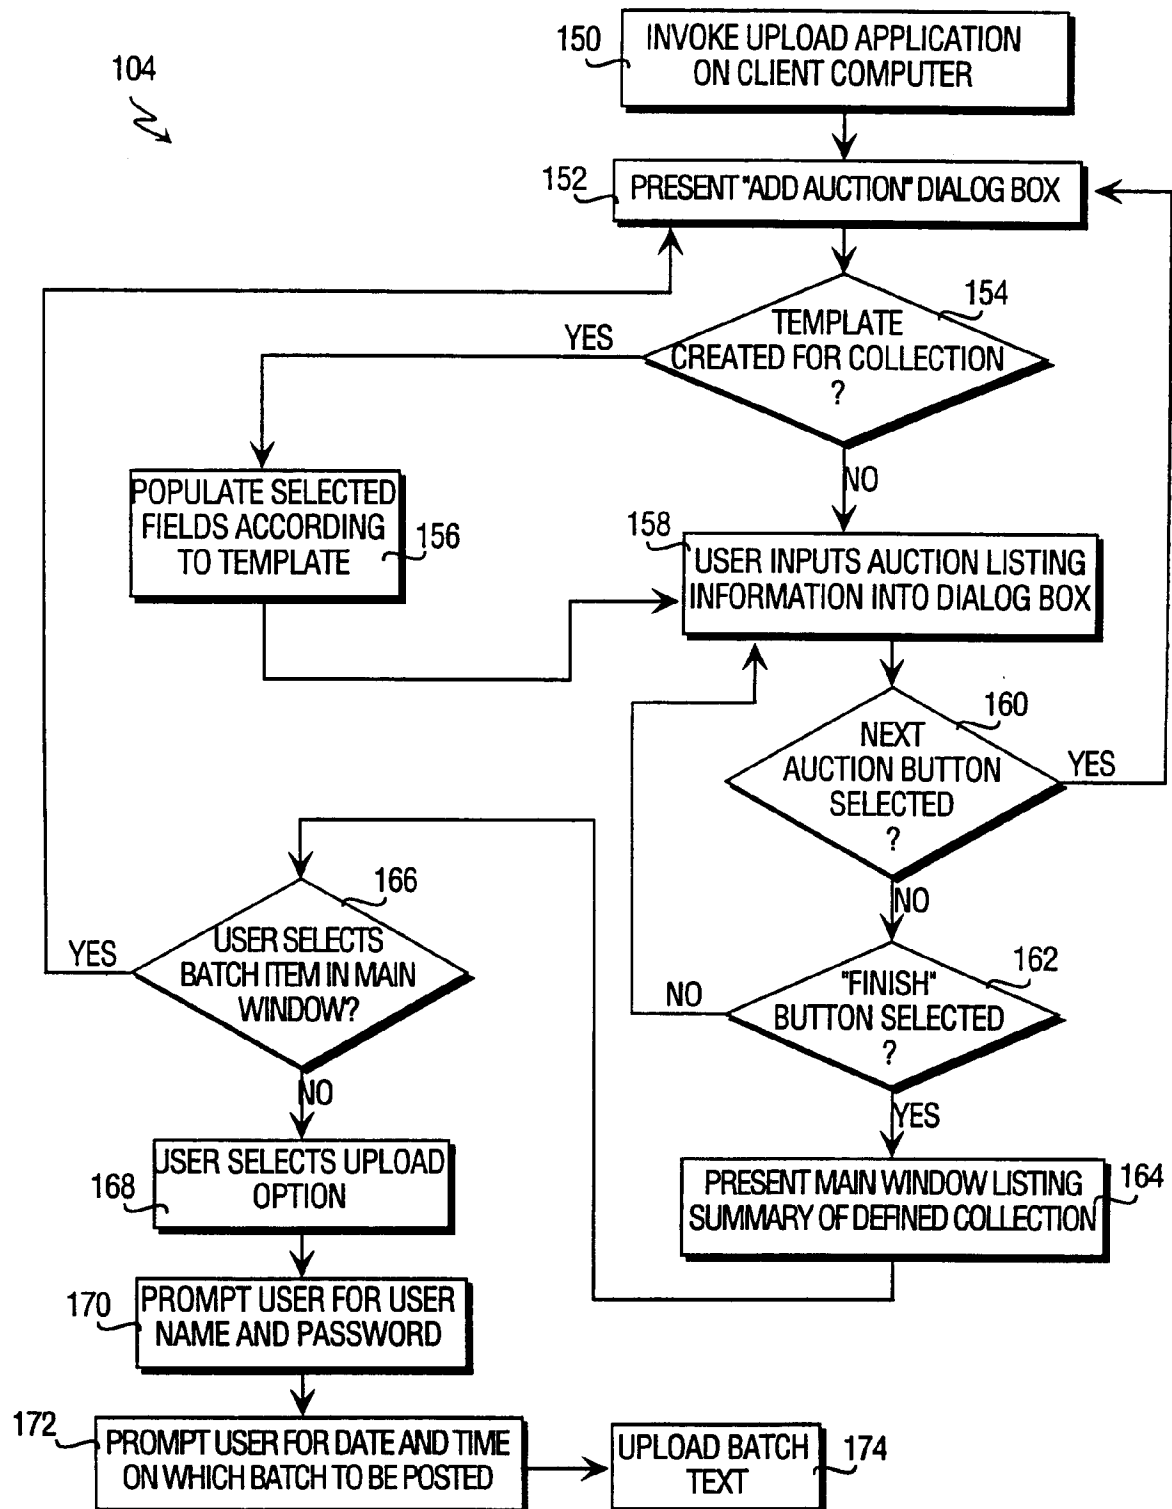 104
150
INVOKE UPLOAD APPLICATION
ON CLIENT COMPUTER
152
PRESENT "ADD AUCTION" DIALOG BOX
154
TEMPLATE
CREATED FOR COLLECTION
?
YES
NO
POPULATE SELECTED
FIELDS ACCORDING
TO TEMPLATE
156
158
USER INPUTS AUCTION LISTING
INFORMATION INTO DIALOG BOX
160
NEXT
AUCTION BUTTON
SELECTED
?
YES
NO
162
"FINISH"
BUTTON SELECTED
?
NO
YES
164
PRESENT MAIN WINDOW LISTING
SUMMARY OF DEFINED COLLECTION
166
USER SELECTS
BATCH ITEM IN MAIN
WINDOW?
YES
NO
168
USER SELECTS UPLOAD
OPTION
170
PROMPT USER FOR USER
NAME AND PASSWORD
172
PROMPT USER FOR DATE AND TIME
ON WHICH BATCH TO BE POSTED
UPLOAD BATCH
TEXT
174